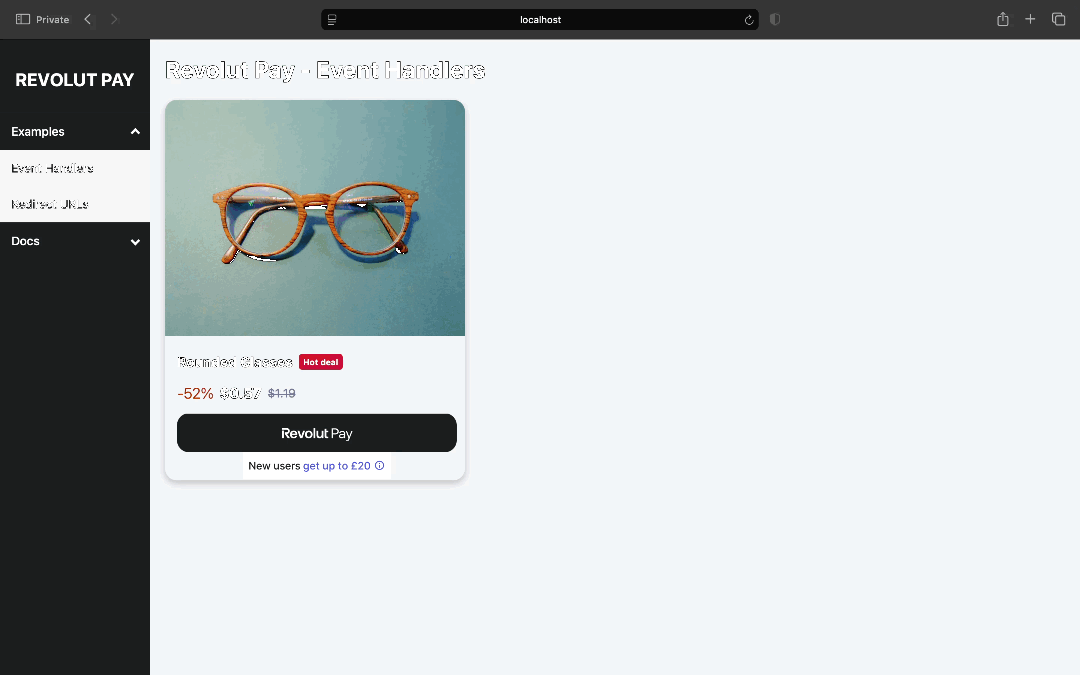 Private
localhost
REVOLUT PAY
Examples
Event Handlers
Redirect URLs
Docs
Revolut Pay - Event Handlers
Rounded Glasses Hot deal
-52% $0.57 $1.19
Revolut Pay
New users get up to £20